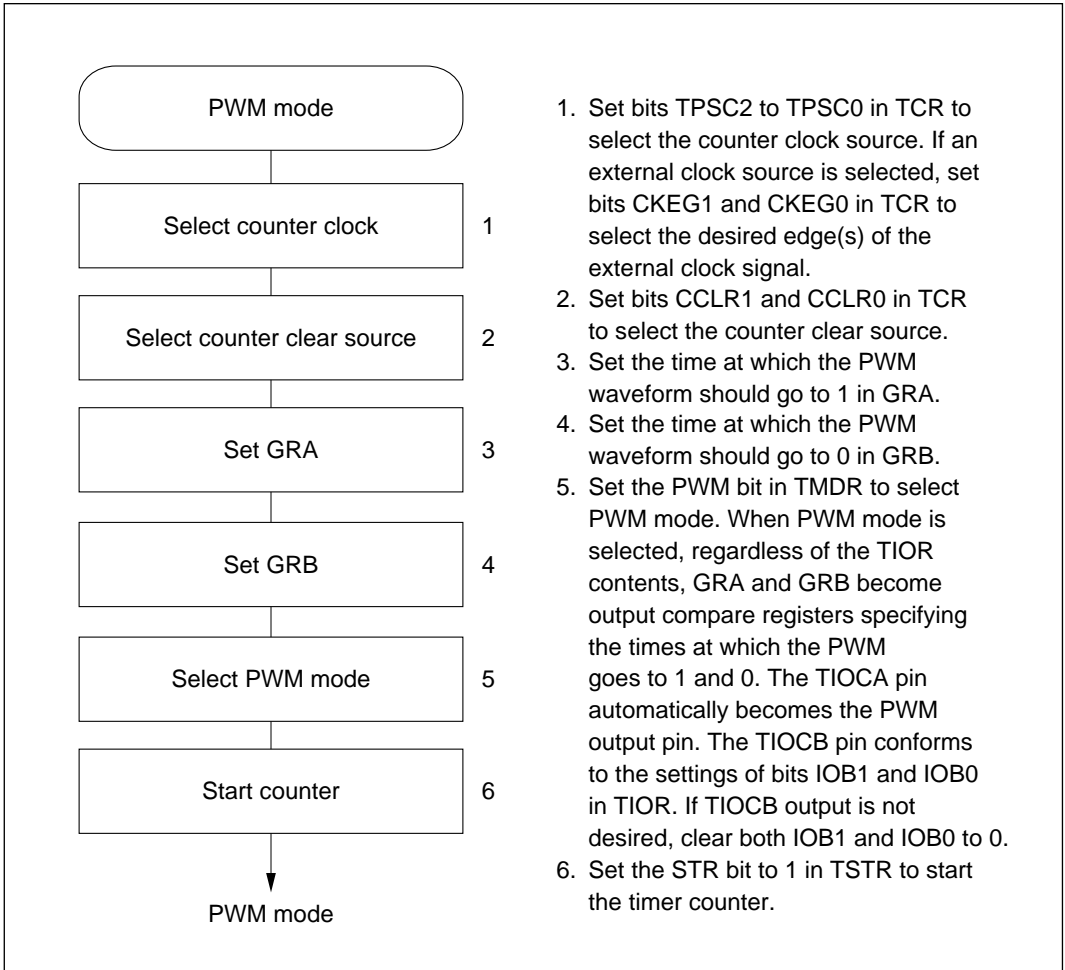 PWM mode
Select counter clock
1
Select counter clear source
2
Set GRA
3
Set GRB
4
Select PWM mode
5
Start counter
6
PWM mode
1. Set bits TPSC2 to TPSC0 in TCR to
select the counter clock source. If an
external clock source is selected, set
bits CKEG1 and CKEG0 in TCR to
select the desired edge(s) of the
external clock signal.
2. Set bits CCLR1 and CCLR0 in TCR
to select the counter clear source.
3. Set the time at which the PWM
waveform should go to 1 in GRA.
4. Set the time at which the PWM
waveform should go to 0 in GRB.
5. Set the PWM bit in TMDR to select
PWM mode. When PWM mode is
selected, regardless of the TIOR
contents, GRA and GRB become
output compare registers specifying
the times at which the PWM
goes to 1 and 0. The TIOCA pin
automatically becomes the PWM
output pin. The TIOCB pin conforms
to the settings of bits IOB1 and IOB0
in TIOR. If TIOCB output is not
desired, clear both IOB1 and IOB0 to 0.
6. Set the STR bit to 1 in TSTR to start
the timer counter.